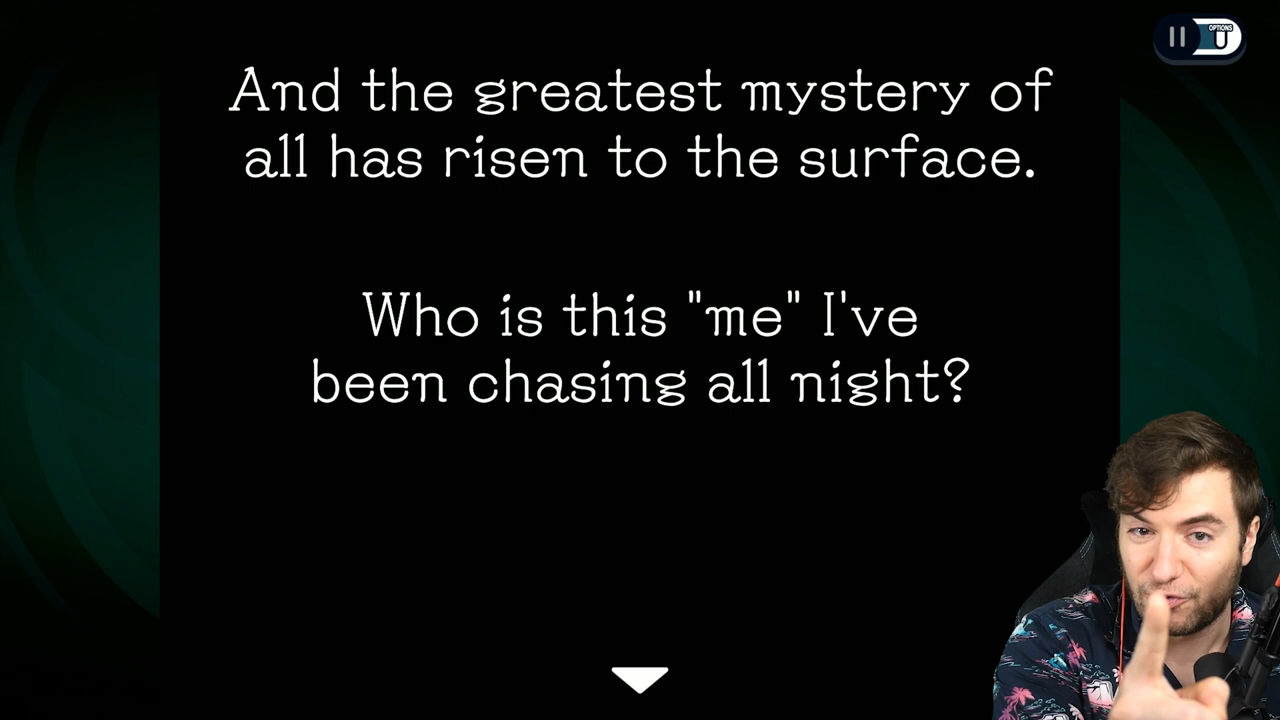 OPTIONS
And the greatest mystery of
all has risen to the surface.
Who is this "me" I've
been chasing all night?